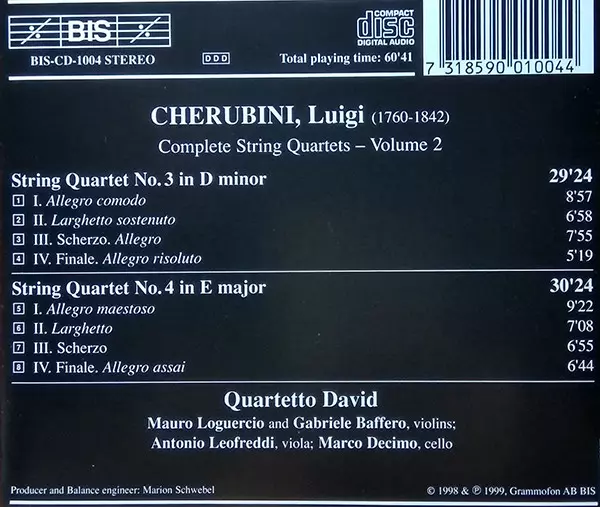 BIS
BIS-CD-1004 STEREO
DDD
COMPACT
disc
DIGITAL AUDIO
Total playing time: 60'41
7 318590 010044
CHERUBINI, Luigi (1760-1842)
Complete String Quartets – Volume 2
String Quartet No. 3 in D minor 29'24
1 I. Allegro comodo 8'57
2 II. Larghetto sostenuto 6'58
3 III. Scherzo. Allegro 7'55
4 IV. Finale. Allegro risoluto 5'19
String Quartet No. 4 in E major 30'24
5 I. Allegro maestoso 9'22
6 II. Larghetto 7'08
7 III. Scherzo 6'55
8 IV. Finale. Allegro assai 6'44
Quartetto David
Mauro Loguercio and Gabriele Baffero, violins;
Antonio Leofreddi, viola; Marco Decimo, cello
Producer and Balance engineer: Marion Schwebel
© 1998 & ℗ 1999, Grammofon AB BIS